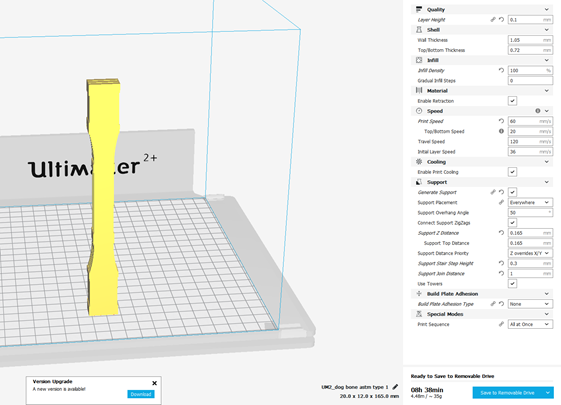 Quality
Layer Height 0.1 mm
Shell
Wall Thickness 1.05 mm
Top/Bottom Thickness 0.72 mm
Infill
Infill Density 100 %
Gradual Infill Steps 0
Material
Enable Retraction
Speed
Print Speed 60 mm/s
Top/Bottom Speed 20 mm/s
Travel Speed 120 mm/s
Initial Layer Speed 36 mm/s
Cooling
Enable Print Cooling
Support
Generate Support
Support Placement Everywhere
Support Overhang Angle 50 °
Connect Support ZigZags
Support Z Distance 0.165 mm
Support Top Distance 0.165 mm
Support Distance Priority Z overrides X/Y
Support Stair Step Height 0.3 mm
Support Join Distance 1 mm
Use Towers
Build Plate Adhesion
Build Plate Adhesion Type None
Special Modes
Print Sequence All at Once
Ultimaker 2+
Version Upgrade
A new version is available!
Download
UM2_dog bone astm type 1
20.0 x 12.0 x 165.0 mm
Ready to Save to Removable Drive
08h 38min
4.48m / ~ 35g
Save to Removable Drive